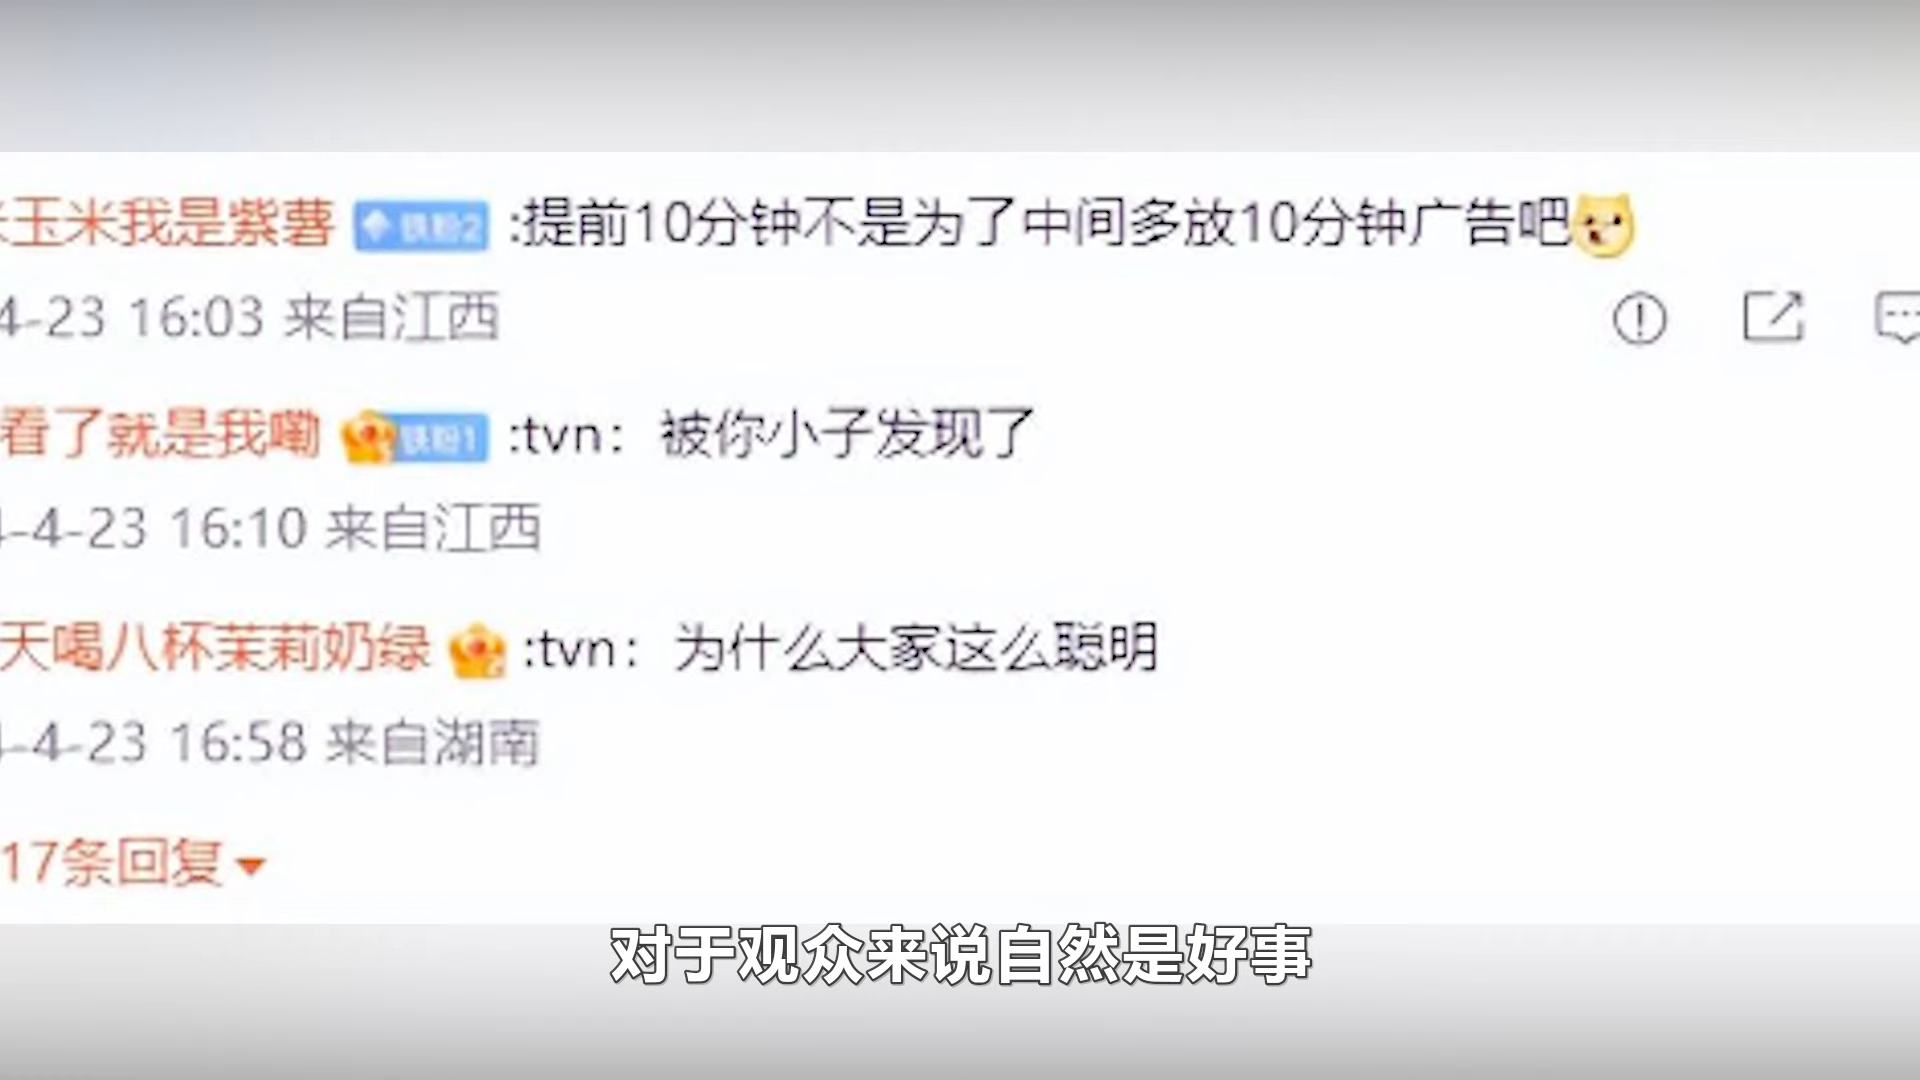 玉米我是紫薯 铁粉2 :提前10分钟不是为了中间多放10分钟广告吧
4-23 16:03 来自江西
看了就是我嘞 铁粉1 :tvn：被你小子发现了
-4-23 16:10 来自江西
天喝八杯茉莉奶绿 :tvn：为什么大家这么聪明
-4-23 16:58 来自湖南
17条回复
对于观众来说自然是好事